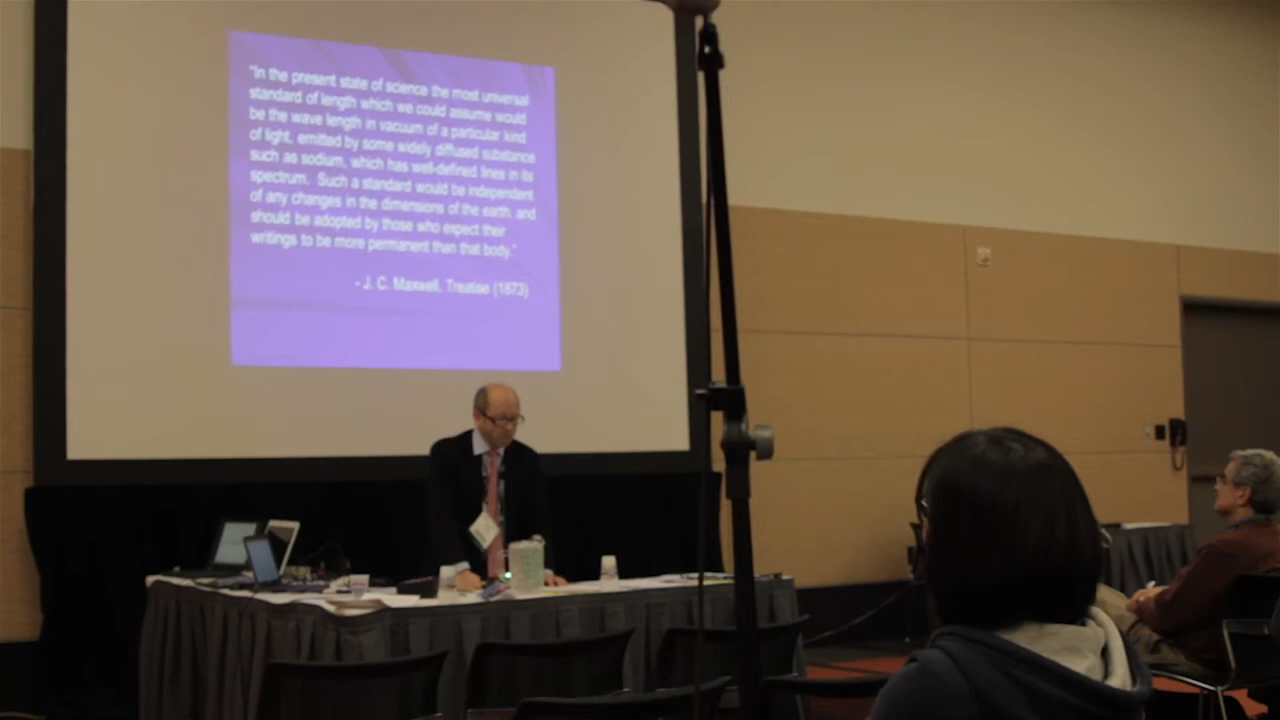 "In the present state of science the most universal
standard of length which we could assume would
be the wave length in vacuum of a particular kind
of light, emitted by some widely diffused substance
such as sodium, which has well-defined lines in its
spectrum. Such a standard would be independent
of any changes in the dimensions of the earth, and
should be adopted by those who expect their
writings to be more permanent than that body."
- J. C. Maxwell, Treatise (1873)